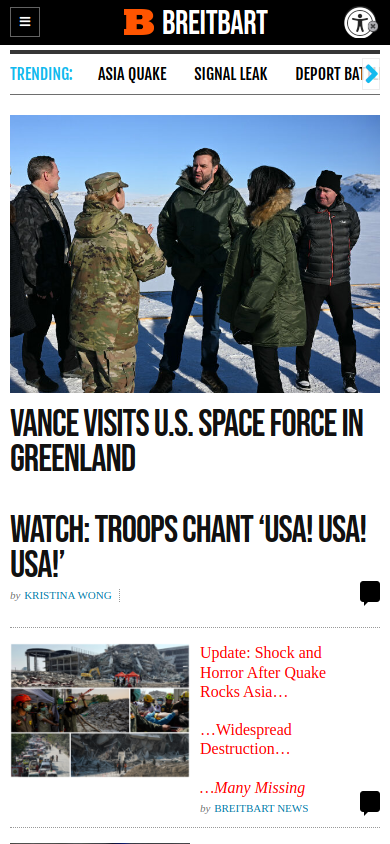 B BREITBART
TRENDING:
ASIA QUAKE
SIGNAL LEAK
DEPORT BAT
VANCE VISITS U.S. SPACE FORCE IN
GREENLAND
WATCH: TROOPS CHANT ‘USA! USA!
USA!’
by KRISTINA WONG
Update: Shock and
Horror After Quake
Rocks Asia…
…Widespread
Destruction…
…Many Missing
by BREITBART NEWS